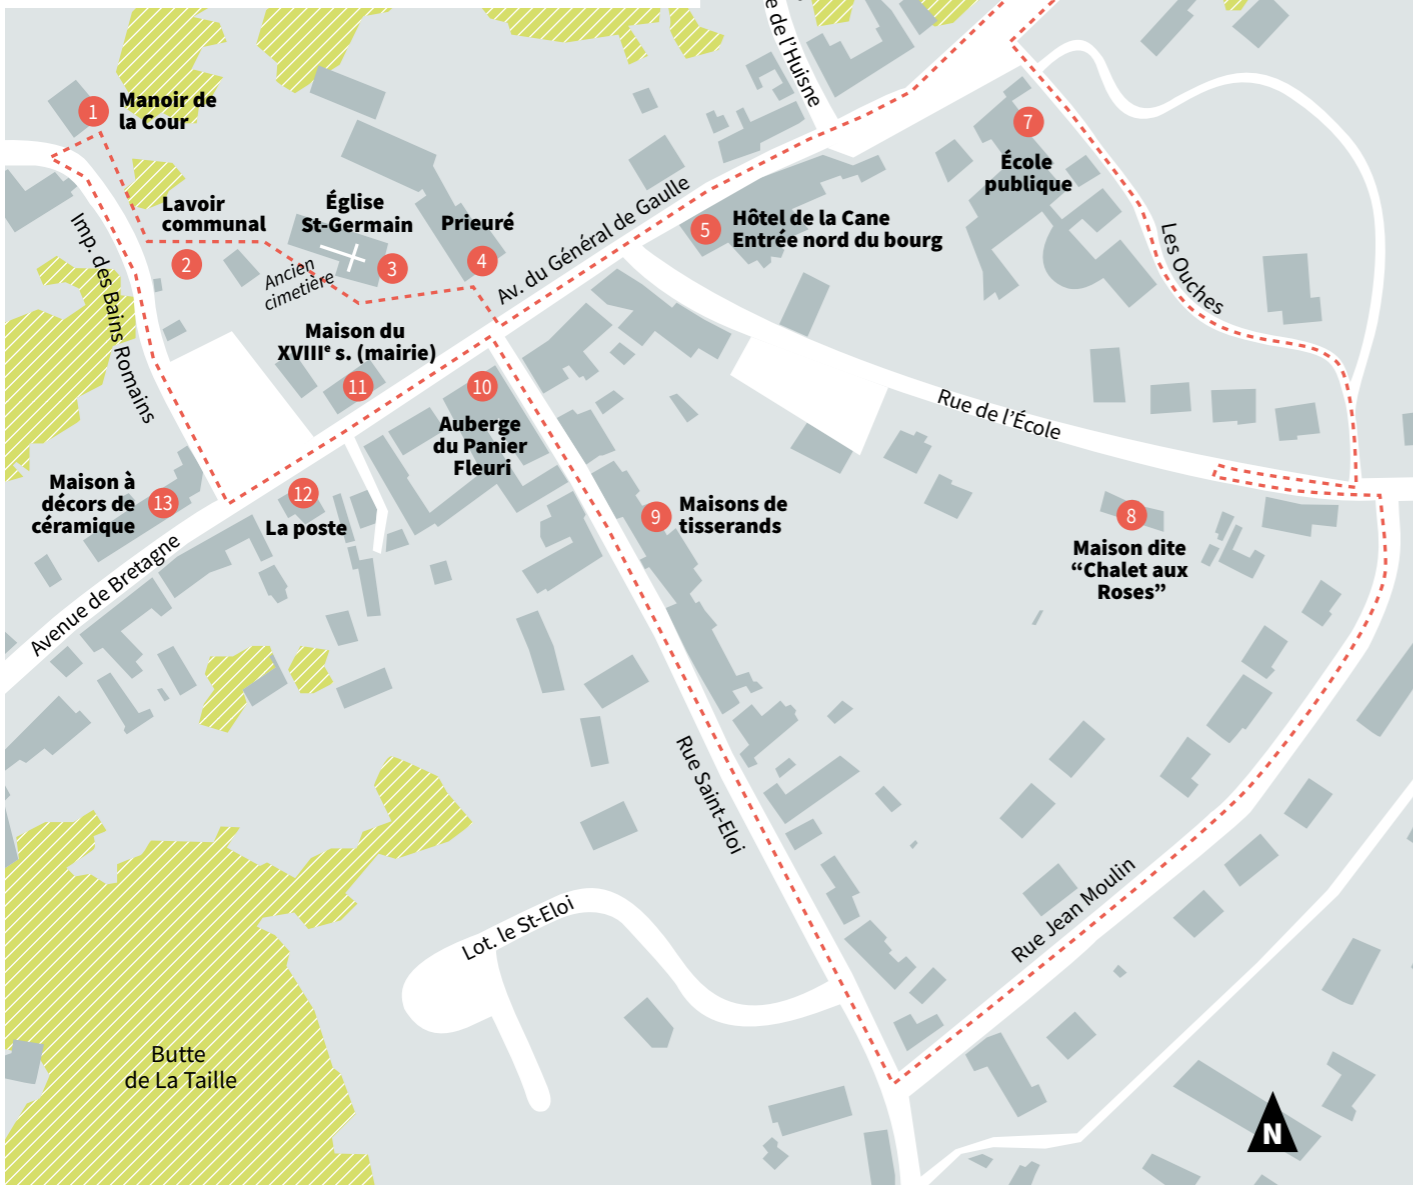 e de l'Huisne
1
Manoir de
la Cour
7
École
publique
Lavoir
communal
2
Église
St-Germain
3
Ancien
cimetière
Prieuré
4
Av. du Général de Gaulle
5
Hôtel de la Cane
Entrée nord du bourg
Les Ouches
Imp. des Bains Romains
Maison du
XVIIIe s. (mairie)
11
10
Auberge
du Panier
Fleuri
Rue de l'École
Maison à
décors de
céramique
13
12
La poste
9
Maisons de
tisserands
8
Maison dite
“Chalet aux
Roses”
Avenue de Bretagne
Rue Saint-Eloi
Rue Jean Moulin
Lot. le St-Eloi
Butte
de La Taille
N